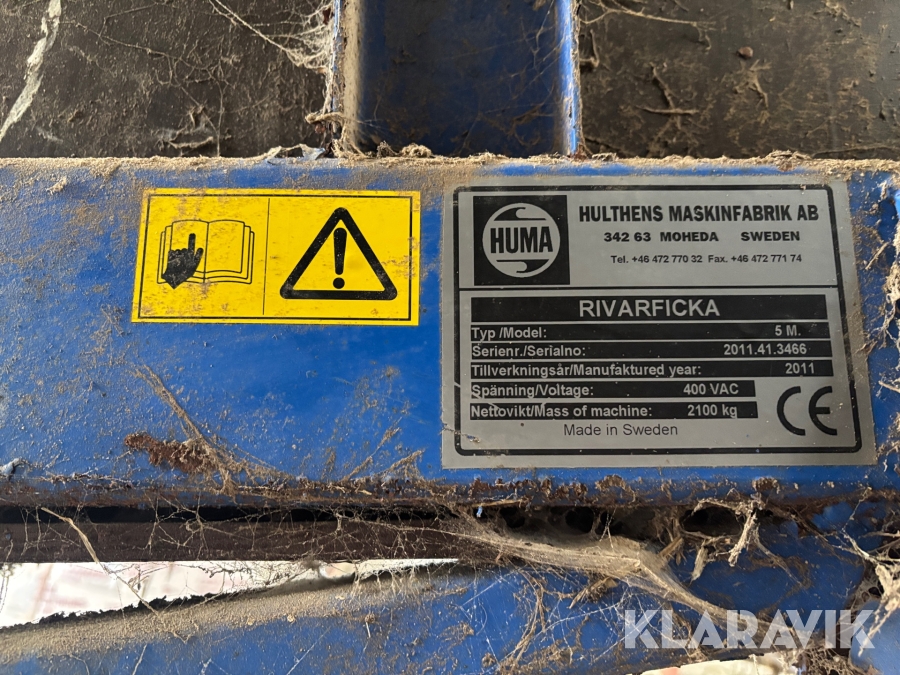 HUMA
HULTHENS MASKINFABRIK AB
342 63 MOHEDA SWEDEN
Tel. +46 472 770 32 Fax. +46 472 771 74
RIVARFICKA
Typ /Model: 5 M.
Serienr./Serialno: 2011.41.3466
Tillverkningsår/Manufactured year: 2011
Spänning/Voltage: 400 VAC
Nettovikt/Mass of machine: 2100 kg
CE
Made in Sweden
KLARAVIK